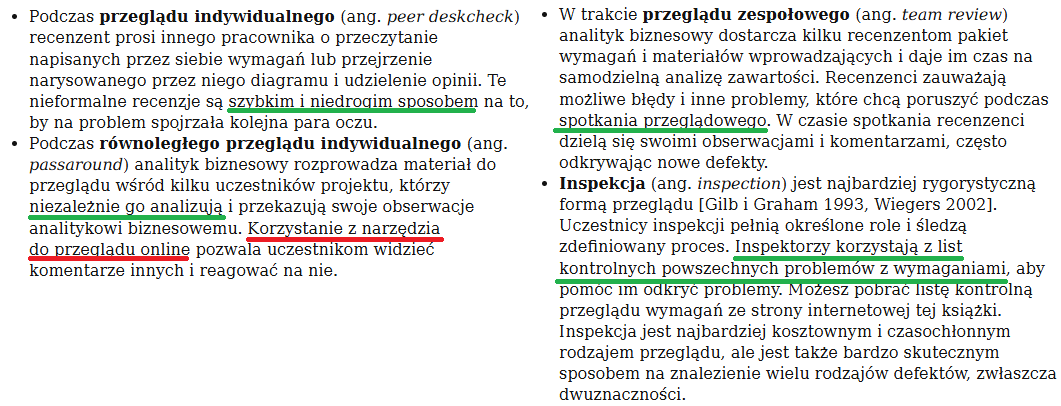 • Podczas przeglądu indywidualnego (ang. peer deskcheck)
recenzent prosi innego pracownika o przeczytanie
napisanych przez siebie wymagań lub przejrzenie
narysowanego przez niego diagramu i udzielenie opinii. Te
nieformalne recenzje są szybkim i niedrogim sposobem na to,
by na problem spojrzała kolejna para oczu.
• Podczas równoległego przeglądu indywidualnego (ang.
passaround) analityk biznesowy rozprowadza materiał do
przeglądu wśród kilku uczestników projektu, którzy
niezależnie go analizują i przekazują swoje obserwacje
analitykowi biznesowemu. Korzystanie z narzędzia
do przeglądu online pozwala uczestnikom widzieć
komentarze innych i reagować na nie.
• W trakcie przeglądu zespołowego (ang. team review)
analityk biznesowy dostarcza kilku recenzentom pakiet
wymagań i materiałów wprowadzających i daje im czas na
samodzielną analizę zawartości. Recenzenci zauważają
możliwe błędy i inne problemy, które chcą poruszyć podczas
spotkania przeglądowego. W czasie spotkania recenzenci
dzielą się swoimi obserwacjami i komentarzami, często
odkrywając nowe defekty.
• Inspekcja (ang. inspection) jest najbardziej rygorystyczną
formą przeglądu [Gilb i Graham 1993, Wiegers 2002].
Uczestnicy inspekcji pełnią określone role i śledzą
zdefiniowany proces. Inspektorzy korzystają z list
kontrolnych powszechnych problemów z wymaganiami, aby
pomóc im odkryć problemy. Możesz pobrać listę kontrolną
przeglądu wymagań ze strony internetowej tej książki.
Inspekcja jest najbardziej kosztownym i czasochłonnym
rodzajem przeglądu, ale jest także bardzo skutecznym
sposobem na znalezienie wielu rodzajów defektów, zwłaszcza
dwuznaczności.